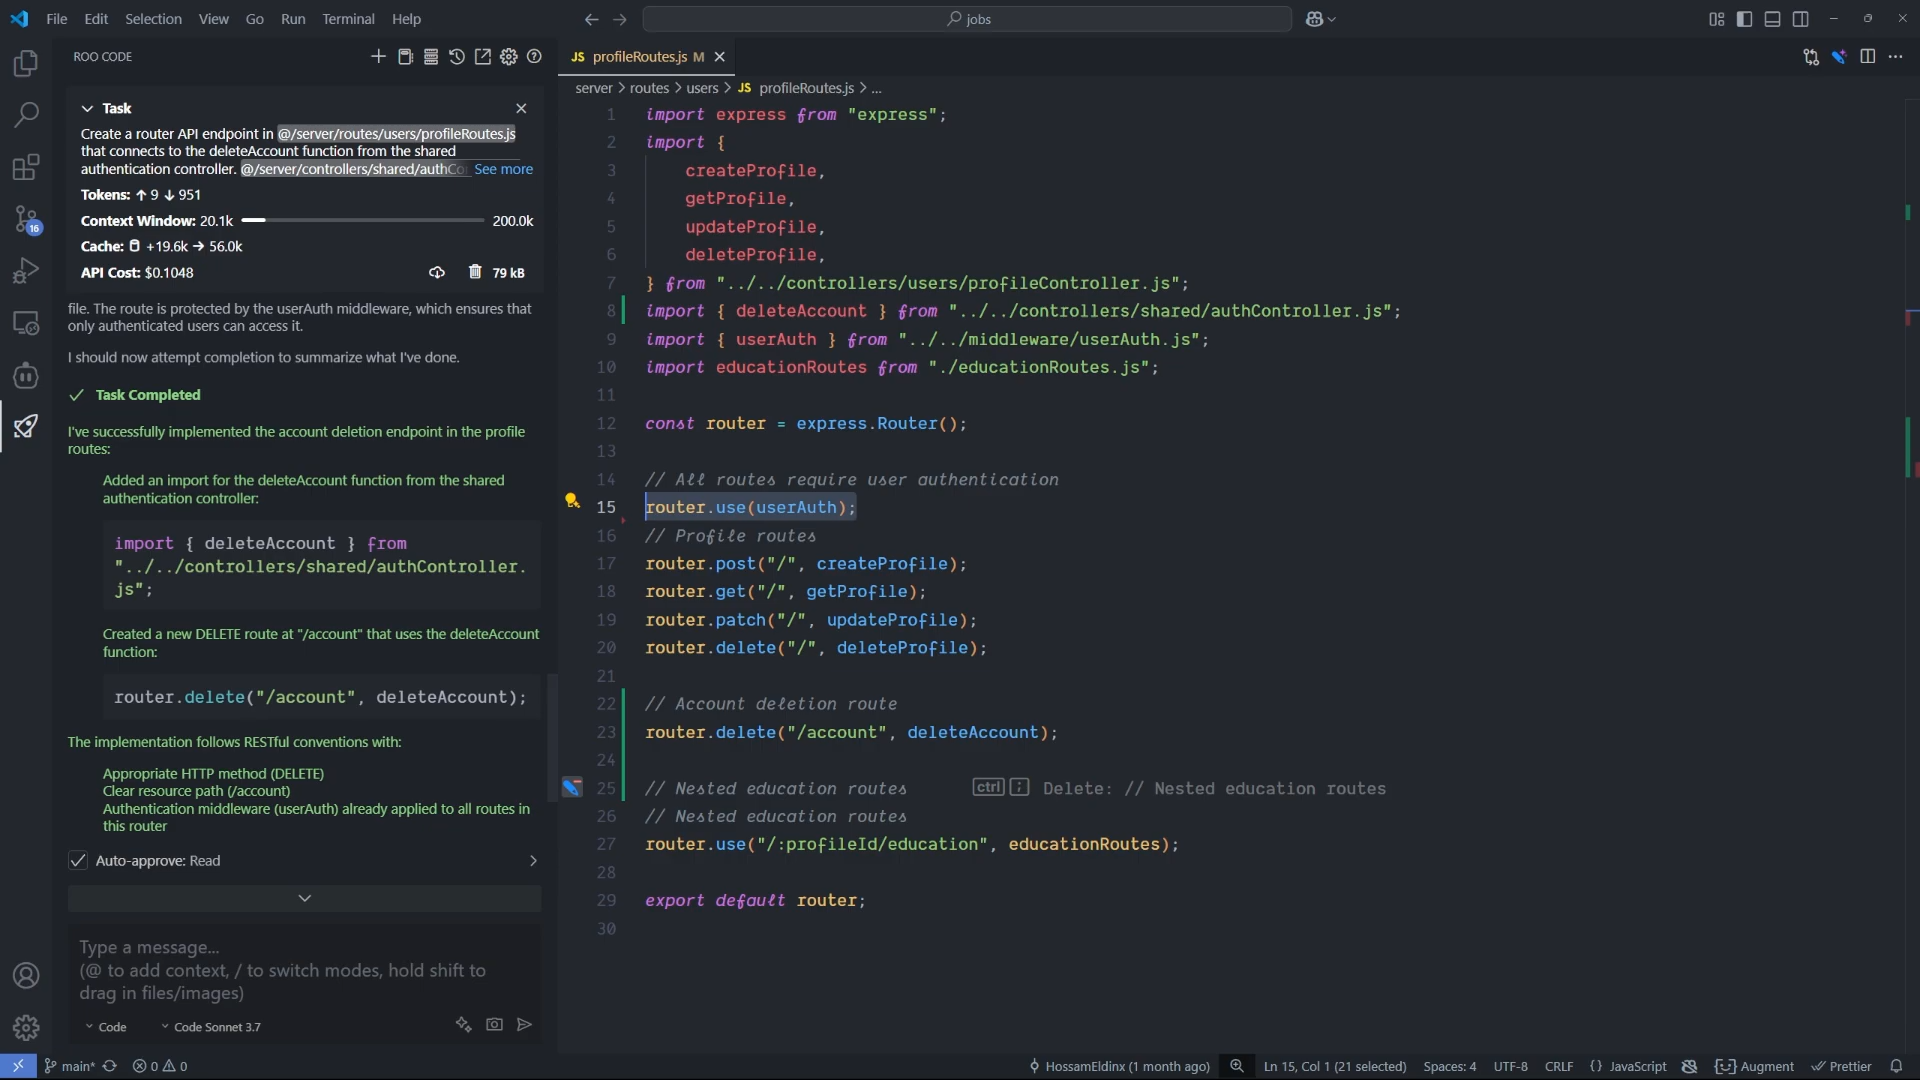 File Edit Selection View Go Run Terminal Help
jobs
ROO CODE
Task
Create a router API endpoint in @/server/routes/users/profileRoutes.js
that connects to the deleteAccount function from the shared
authentication controller. @/server/controllers/shared/authCo See more
Tokens: ↑ 9 ↓ 951
Context Window: 20.1k 200.0k
Cache: +19.6k → 56.0k
API Cost: $0.1048 79 kB
file. The route is protected by the userAuth middleware, which ensures that
only authenticated users can access it.
I should now attempt completion to summarize what I've done.
Task Completed
I've successfully implemented the account deletion endpoint in the profile
routes:
Added an import for the deleteAccount function from the shared
authentication controller:
import { deleteAccount } from
"../../controllers/shared/authController.
js";
Created a new DELETE route at "/account" that uses the deleteAccount
function:
router.delete("/account", deleteAccount);
The implementation follows RESTful conventions with:
Appropriate HTTP method (DELETE)
Clear resource path (/account)
Authentication middleware (userAuth) already applied to all routes in
this router
Auto-approve: Read
Type a message...
(@ to add context, / to switch modes, hold shift to
drag in files/images)
Code Code Sonnet 3.7
16
JS profileRoutes.js M
server > routes > users > JS profileRoutes.js > ...
1 import express from "express";
2 import {
3 createProfile,
4 getProfile,
5 updateProfile,
6 deleteProfile,
7 } from "../../controllers/users/profileController.js";
8 import { deleteAccount } from "../../controllers/shared/authController.js";
9 import { userAuth } from "../../middleware/userAuth.js";
10 import educationRoutes from "./educationRoutes.js";
11
12 const router = express.Router();
13
14 // All routes require user authentication
15 router.use(userAuth);
16 // Profile routes
17 router.post("/", createProfile);
18 router.get("/", getProfile);
19 router.patch("/", updateProfile);
20 router.delete("/", deleteProfile);
21
22 // Account deletion route
23 router.delete("/account", deleteAccount);
24
25 // Nested education routes ctrl ; Delete: // Nested education routes
26 // Nested education routes
27 router.use("/:profileId/education", educationRoutes);
28
29 export default router;
30
main* 0 0 HossamEldinx (1 month ago) Ln 15, Col 1 (21 selected) Spaces: 4 UTF-8 CRLF {} JavaScript Augment Prettier